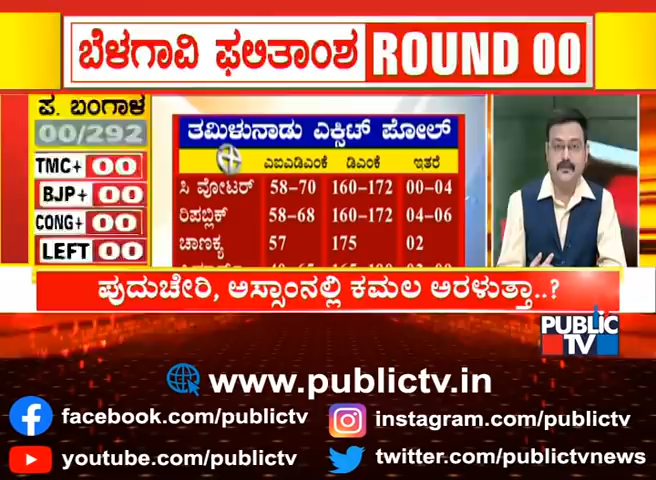 ಬೆಳಗಾವಿ ಫಲಿತಾಂಶ ROUND 00
ಪ. ಬಂಗಾಳ
00/292
TMC+ 00
BJP+ 00
CONG+ 00
LEFT 00
ತಮಿಳುನಾಡು ಎಕ್ಸಿಟ್ ಪೋಲ್
ಎಐಎಡಿಎಂಕೆ ಡಿಎಂಕೆ ಇತರೆ
ಸಿ ವೋಟರ್ 58-70 160-172 00-04
ರಿಪಬ್ಲಿಕ್ 58-68 160-172 04-06
ಚಾಣಕ್ಯ 57 175 02
ಪುದುಚೇರಿ, ಅಸ್ಸಾಂನಲ್ಲಿ ಕಮಲ ಅರಳುತ್ತಾ..?
PUBLIC
TV
www.publictv.in
facebook.com/publictv
instagram.com/publictv
youtube.com/publictv
twitter.com/publictvnews